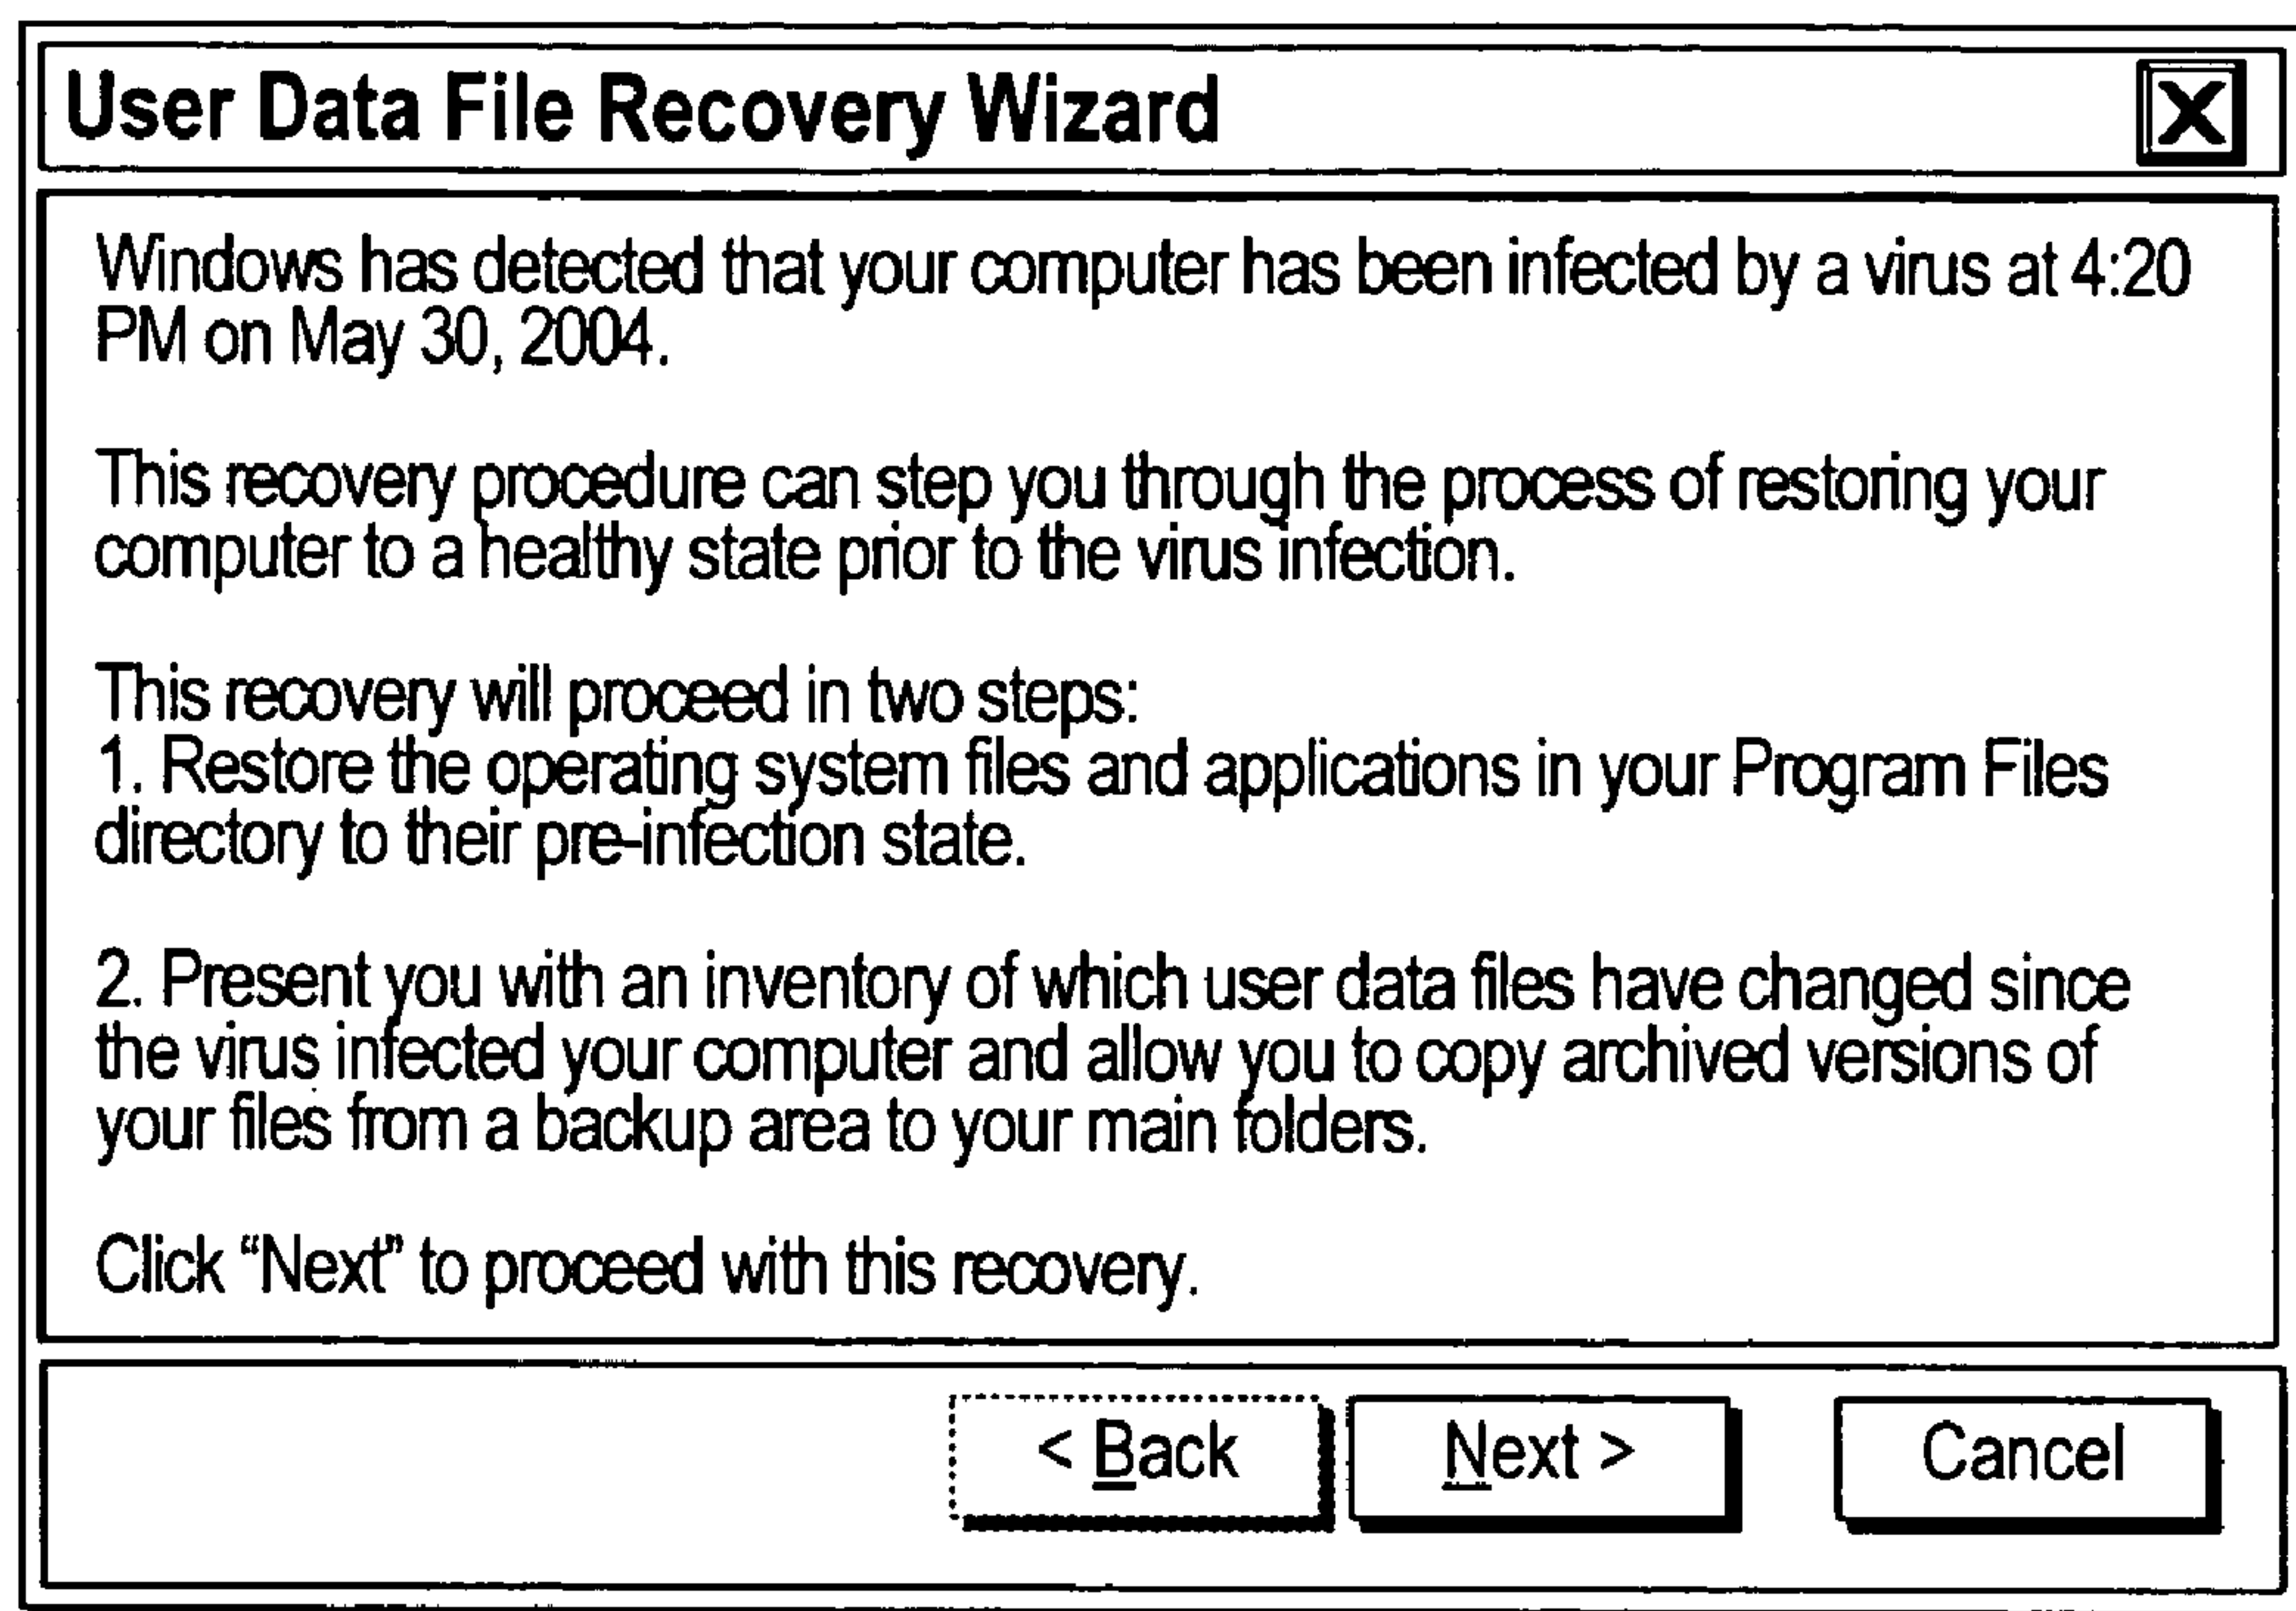 User Data File Recovery Wizard
X
Windows has detected that your computer has been infected by a virus at 4:20
PM on May 30, 2004.
This recovery procedure can step you through the process of restoring your
computer to a healthy state prior to the virus infection.
This recovery will proceed in two steps:
1. Restore the operating system files and applications in your Program Files
directory to their pre-infection state.
2. Present you with an inventory of which user data files have changed since
the virus infected your computer and allow you to copy archived versions of
your files from a backup area to your main folders.
Click “Next” to proceed with this recovery.
< Back Next > Cancel